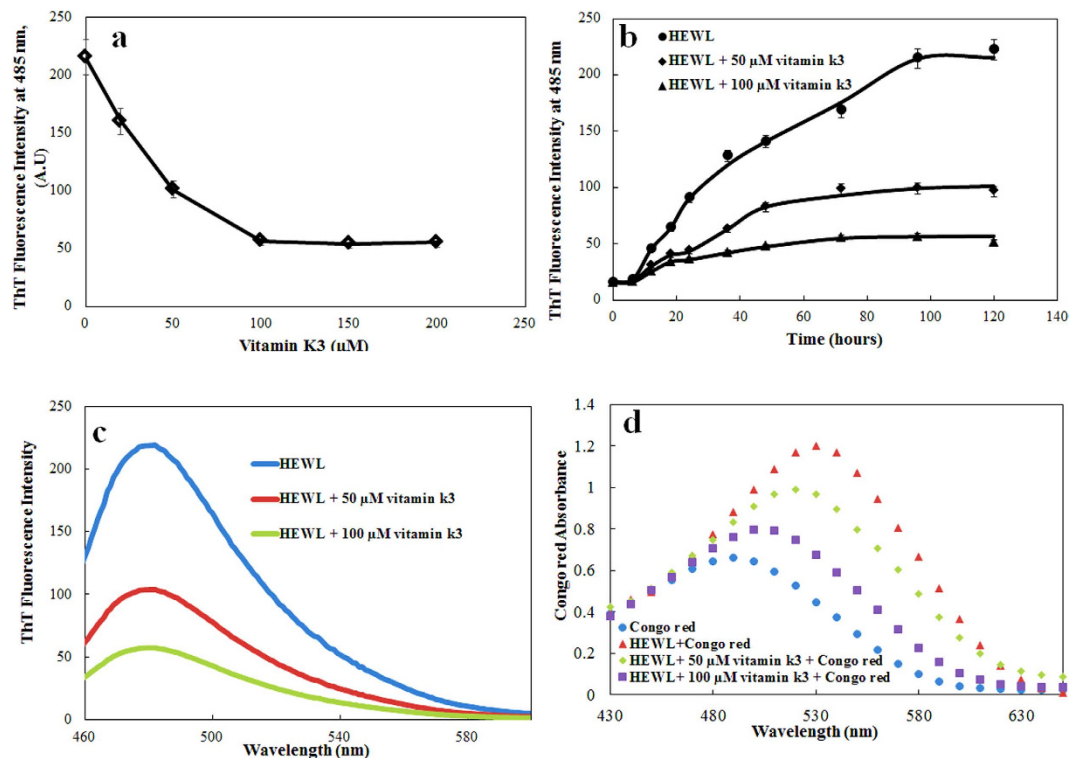 a
ThT Fluorescence Intensity at 485 nm, (A.U)
250
200
150
100
50
0
0 50 100 150 200 250
Vitamin K3 (µM)
b
ThT Fluorescence Intensity at 485 nm
250
200
150
100
50
0
HEWL
HEWL + 50 µM vitamin k3
HEWL + 100 µM vitamin k3
0 20 40 60 80 100 120 140
Time (hours)
c
ThT Fluorescence Intensity
250
200
150
100
50
0
HEWL
HEWL + 50 µM vitamin k3
HEWL + 100 µM vitamin k3
460 500 540 580
Wavelength (nm)
d
Congo red Absorbance
1.4
1.2
1
0.8
0.6
0.4
0.2
0
Congo red
HEWL+Congo red
HEWL+ 50 µM vitamin k3 + Congo red
HEWL+ 100 µM vitamin k3 + Congo red
430 480 530 580 630
Wavelength (nm)